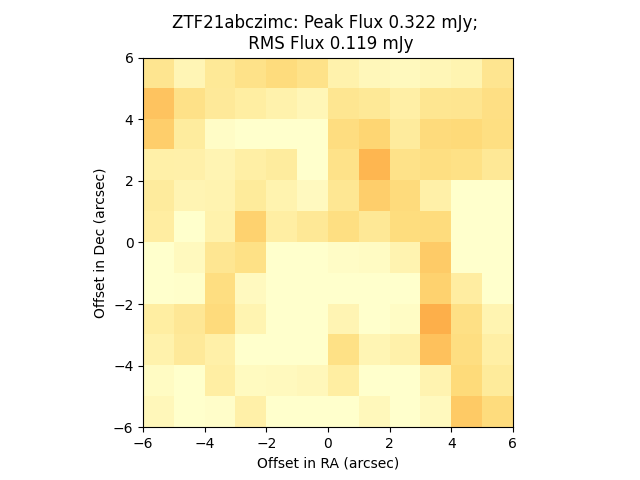 ZTF21abczimc: Peak Flux 0.322 mJy;
RMS Flux 0.119 mJy
6
4
2
0
−2
−4
−6
Offset in Dec (arcsec)
−6 −4 −2 0 2 4 6
Offset in RA (arcsec)